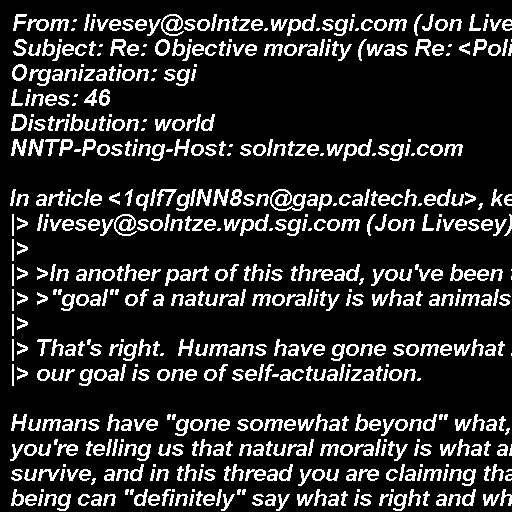 From: livesey@solntze.wpd.sgi.com (Jon Live
Subject: Re: Objective morality (was Re: <Poli
Organization: sgi
Lines: 46
Distribution: world
NNTP-Posting-Host: solntze.wpd.sgi.com

In article <1qlf7gINN8sn@gap.caltech.edu>, ke
|> livesey@solntze.wpd.sgi.com (Jon Livesey)
|>
|> >In another part of this thread, you've been
|> >"goal" of a natural morality is what animals
|>
|> That's right.  Humans have gone somewhat
|> our goal is one of self-actualization.

Humans have "gone somewhat beyond" what,
you're telling us that natural morality is what a
survive, and in this thread you are claiming tha
being can "definitely" say what is right and wh